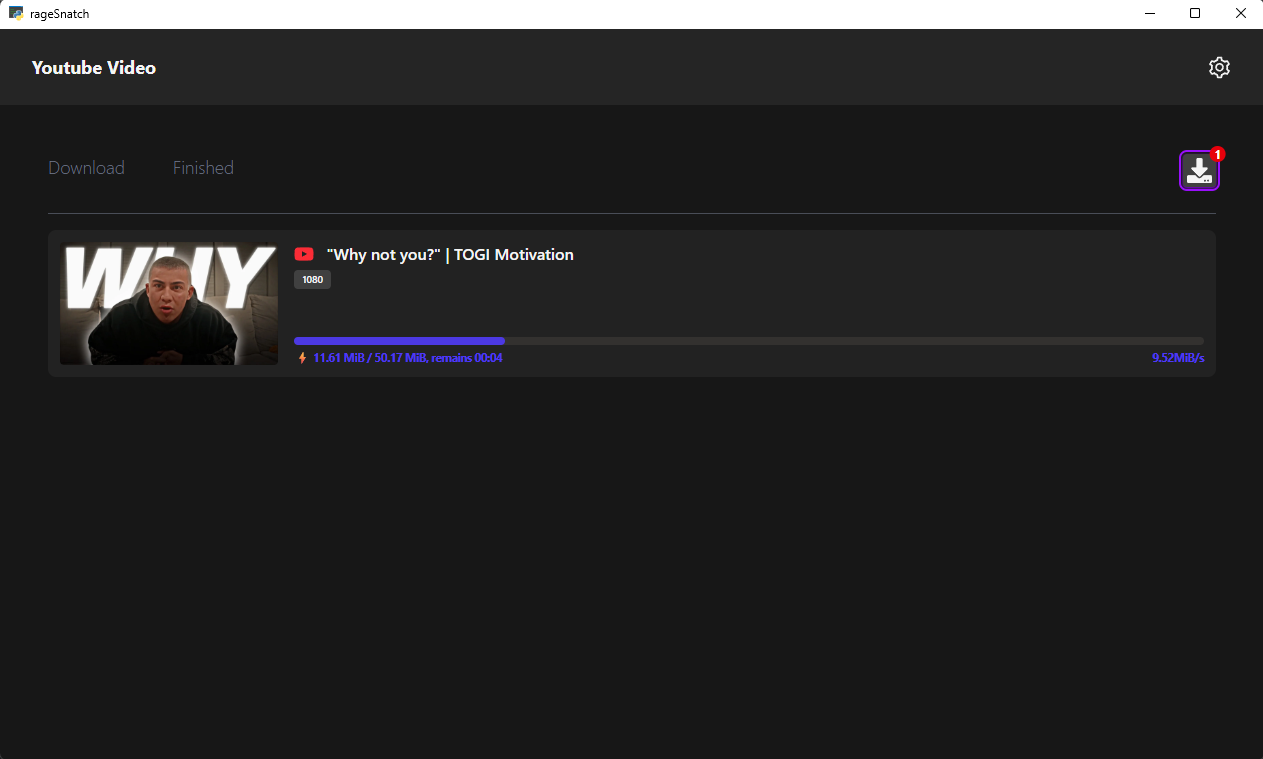 rageSnatch
Youtube Video
Download
Finished
1
WHY
"Why not you?" | TOGI Motivation
1080
11.61 MiB / 50.17 MiB, remains 00:04
9.52MiB/s